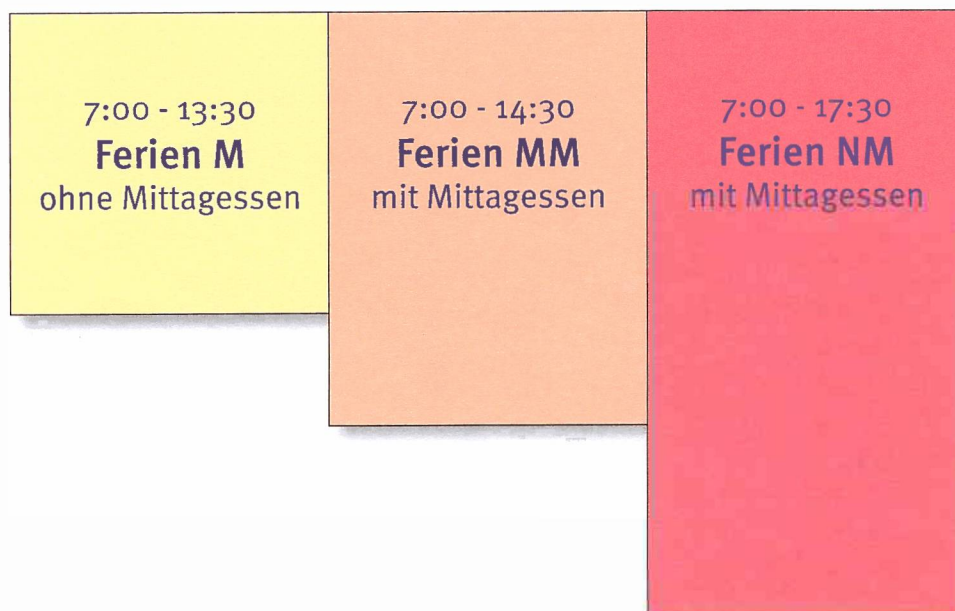 7:00 - 13:30
Ferien M
ohne Mittagessen
7:00 - 14:30
Ferien MM
mit Mittagessen
7:00 - 17:30
Ferien NM
mit Mittagessen